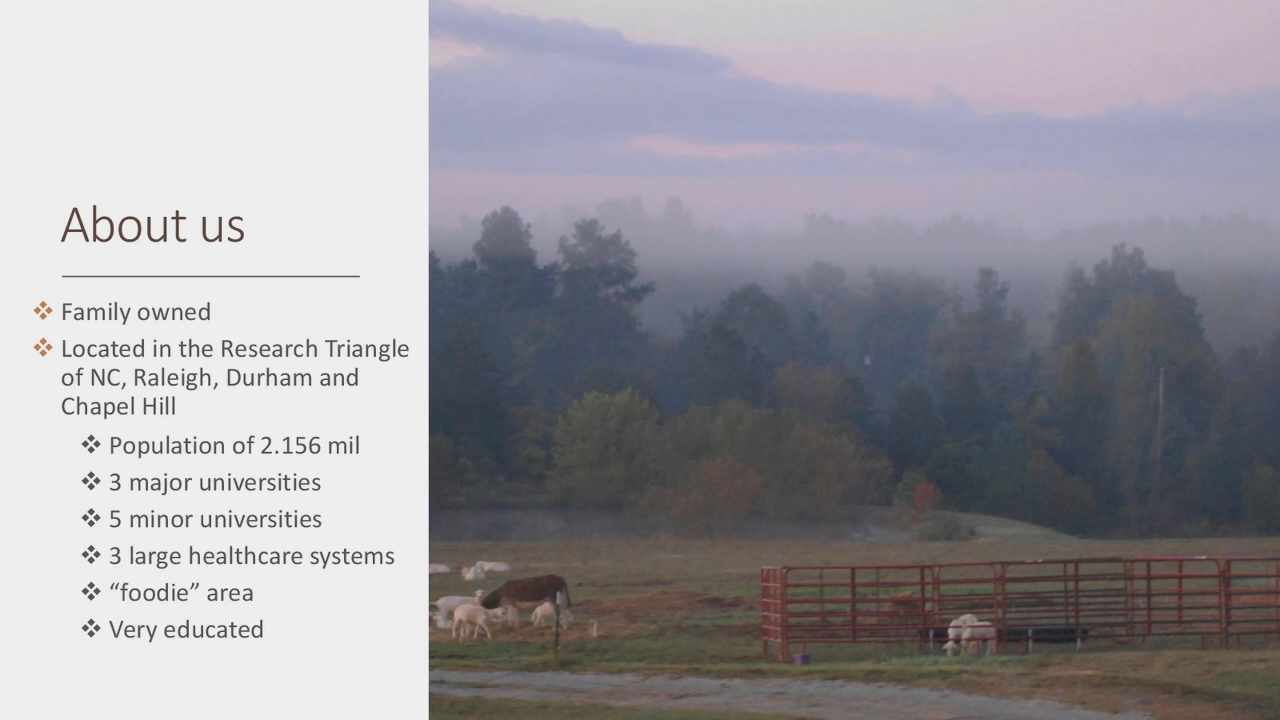 About us
❖ Family owned
❖ Located in the Research Triangle
of NC, Raleigh, Durham and
Chapel Hill
❖ Population of 2.156 mil
❖ 3 major universities
❖ 5 minor universities
❖ 3 large healthcare systems
❖ “foodie” area
❖ Very educated